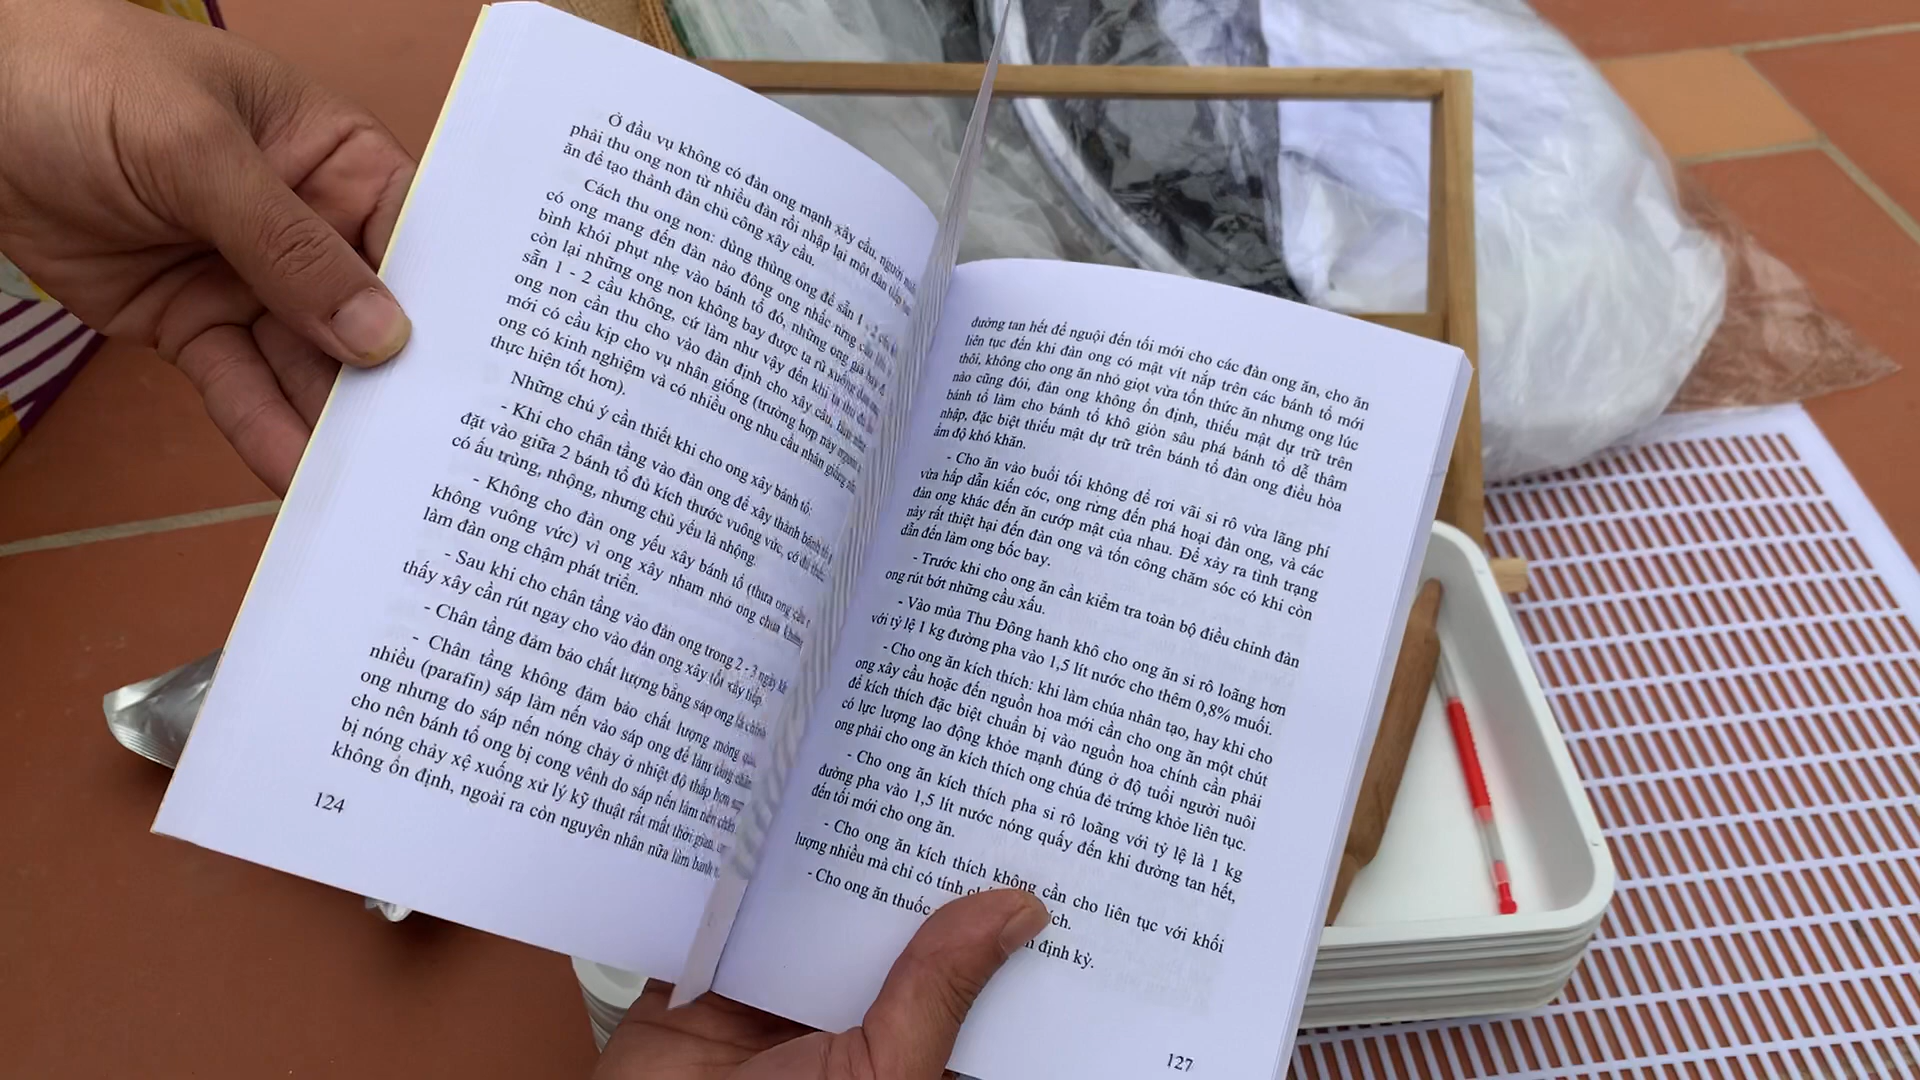 Ở đầu vụ không có đàn ong mạnh xây cầu, người nuôi
phải thu ong non từ nhiều đàn rồi nhập lại một đàn
ăn để tạo thành đàn chủ công xây cầu.
Cách thu ong non: dùng thùng ong để sẵn 1 - 2
có ong mang đến đàn nào đông ong nhấc từng cầu
bình khói phụt nhẹ vào bánh tổ đó, những ong già bay đi
còn lại những ong non không bay được ta rũ xuống
sẵn 1 - 2 cầu không, cứ làm như vậy đến khi ta thu đủ
ong non cần thu cho vào đàn định cho xây cầu,
mới có cầu kịp cho vụ nhân giống (trường hợp này người
ong có kinh nghiệm và có nhiều ong nhu cầu nhân giống
thực hiện tốt hơn).
Những chú ý cần thiết khi cho ong xây bánh tổ:
- Khi cho chân tầng vào đàn ong để xây thành bánh tổ
đặt vào giữa 2 bánh tổ đủ kích thước vuông vức, có
có ấu trùng, nhộng, nhưng chủ yếu là nhộng.
- Không cho đàn ong yếu xây bánh tổ (thưa ong
không vuông vức) vì ong xây nham nhở ong chưa
làm đàn ong chậm phát triển.
- Sau khi cho chân tầng vào đàn ong trong 2 - 3 ngày
thấy xây cần rút ngay cho vào đàn ong xây tốt xây tiếp.
- Chân tầng đảm bảo chất lượng bằng sáp ong là chính
- Chân tầng không đảm bảo chất lượng mỏng
nhiều (parafin) sáp làm nến vào sáp ong để làm tầng chân
ong nhưng do sáp nến nóng chảy ở nhiệt độ thấp hơn
cho nên bánh tổ ong bị cong vênh do sáp nến làm nên
bị nóng chảy xệ xuống xử lý kỹ thuật rất mất thời gian,
không ổn định, ngoài ra còn nguyên nhân nữa làm bánh
124
đường tan hết để nguội đến tối mới cho các đàn ong ăn, cho ăn
liên tục đến khi đàn ong có mật vít nắp trên các bánh tổ mới
thôi, không cho ong ăn nhỏ giọt vừa tốn thức ăn nhưng ong lúc
nào cũng đói, đàn ong không ổn định, thiếu mật dự trữ trên
bánh tổ làm cho bánh tổ khô giòn sâu phá bánh tổ dễ thâm
nhập, đặc biệt thiếu mật dự trữ trên bánh tổ đàn ong điều hòa
ẩm độ khó khăn.
- Cho ăn vào buổi tối không để rơi vãi si rô vừa lãng phí
vừa hấp dẫn kiến cóc, ong rừng đến phá hoại đàn ong, và các
đàn ong khác đến ăn cướp mật của nhau. Để xảy ra tình trạng
này rất thiệt hại đến đàn ong và tốn công chăm sóc có khi còn
dẫn đến làm ong bốc bay.
- Trước khi cho ong ăn cần kiểm tra toàn bộ điều chỉnh đàn
ong rút bớt những cầu xấu.
- Vào mùa Thu Đông hanh khô cho ong ăn si rô loãng hơn
với tỷ lệ 1 kg đường pha vào 1,5 lít nước cho thêm 0,8% muối.
- Cho ong ăn kích thích: khi làm chúa nhân tạo, hay khi cho
ong xây cầu hoặc đến nguồn hoa mới cần cho ong ăn một chút
để kích thích đặc biệt chuẩn bị vào nguồn hoa chính cần phải
có lực lượng lao động khỏe mạnh đúng ở độ tuổi người nuôi
ong phải cho ong ăn kích thích ong chúa đẻ trứng khỏe liên tục.
- Cho ong ăn kích thích pha si rô loãng với tỷ lệ là 1 kg
đường pha vào 1,5 lít nước nóng quấy đến khi đường tan hết,
đến tối mới cho ong ăn.
- Cho ong ăn kích thích không cần cho liên tục với khối
lượng nhiều mà chỉ có tính ích.
- Cho ong ăn thuốc định kỳ.
127